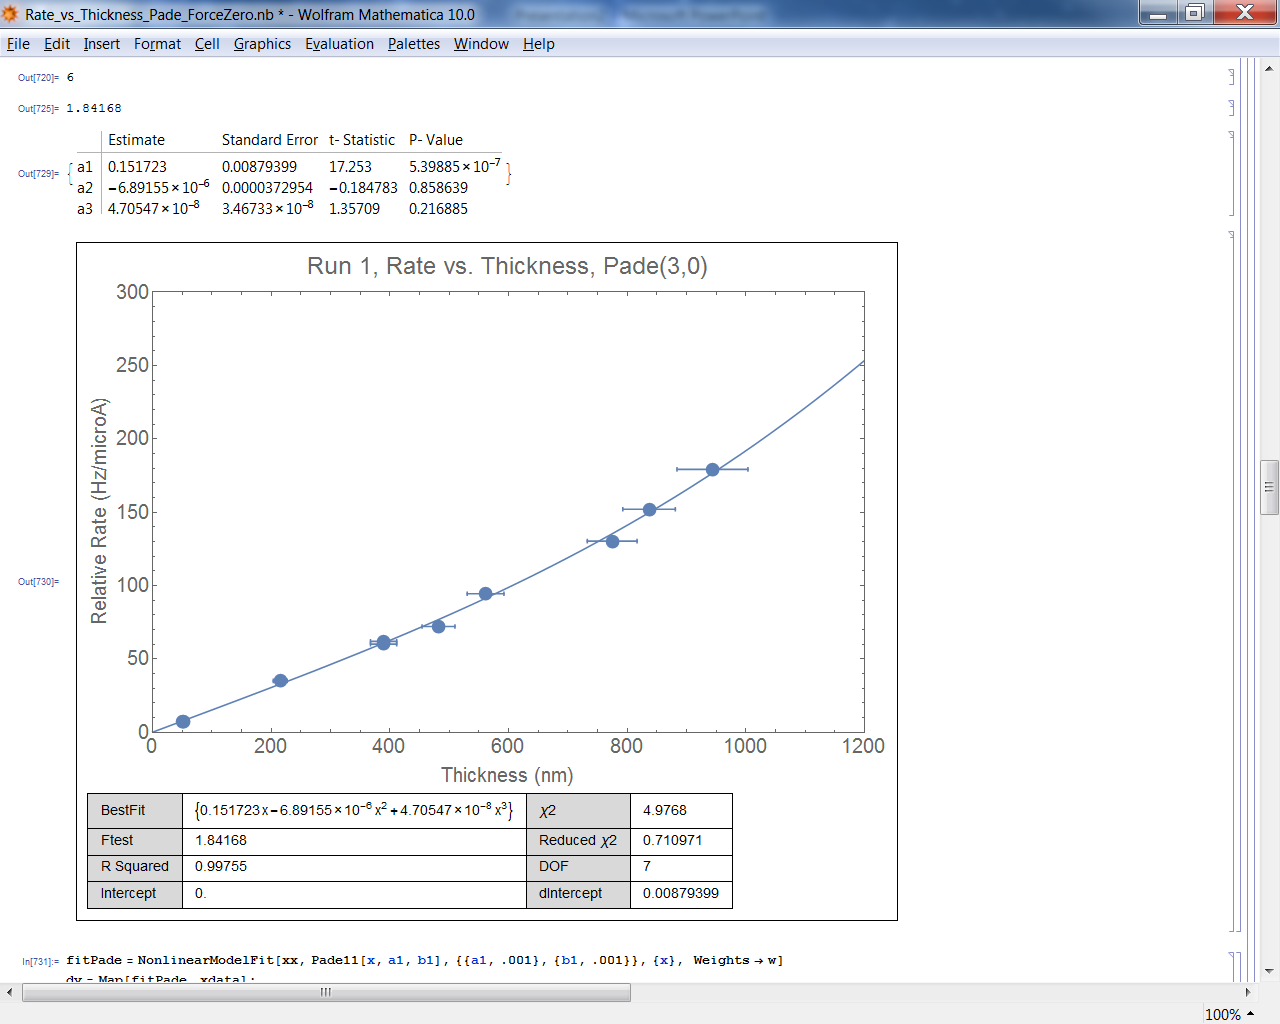 Rate_vs_Thickness_Pade_ForceZero.nb * - Wolfram Mathematica 10.0
File Edit Insert Format Cell Graphics Evaluation Palettes Window Help
Out[720]= 6
Out[725]= 1.84168
Estimate Standard Error t- Statistic P- Value
Out[729]= { a1 0.151723 0.00879399 17.253 5.39885×10⁻⁷ }
a2 −6.89155×10⁻⁶ 0.0000372954 −0.184783 0.858639
a3 4.70547×10⁻⁸ 3.46733×10⁻⁸ 1.35709 0.216885
Run 1, Rate vs. Thickness, Pade(3,0)
300
250
200
150
100
50
0
Relative Rate (Hz/microA)
Out[730]=
0 200 400 600 800 1000 1200
Thickness (nm)
BestFit {0.151723 x − 6.89155×10⁻⁶ x² + 4.70547×10⁻⁸ x³} χ2 4.9768
Ftest 1.84168 Reduced χ2 0.710971
R Squared 0.99755 DOF 7
Intercept 0. dIntercept 0.00879399
In[731]:= fitPade = NonlinearModelFit[xx, Pade11[x, a1, b1], {{a1, .001}, {b1, .001}}, {x}, Weights → w]
dy = Map[fitPade, xdata];
100%